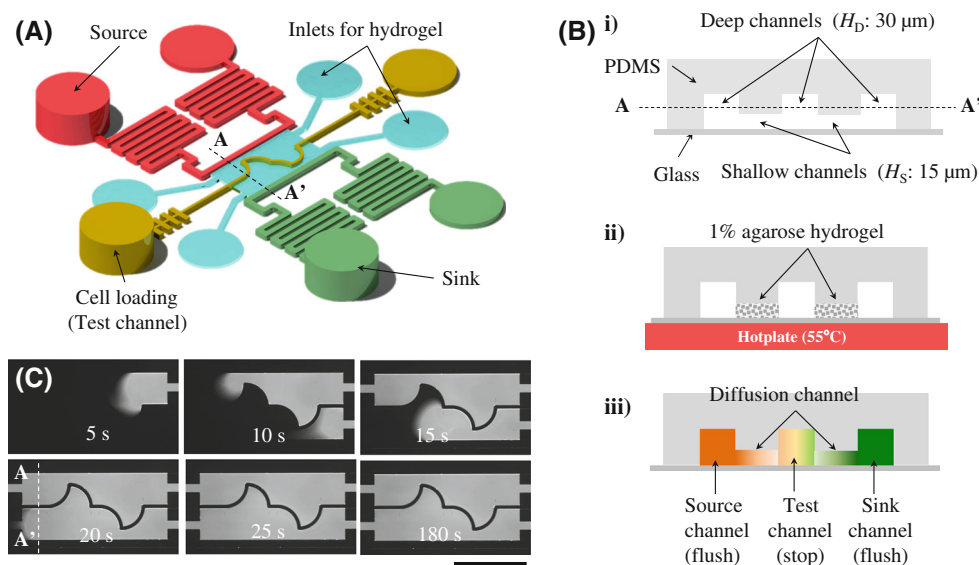 (A)
Source
Inlets for hydrogel
A
A'
Cell loading
(Test channel)
Sink
(B)
i)
Deep channels (H_D: 30 µm)
PDMS
A
A'
Glass
Shallow channels (H_S: 15 µm)
ii)
1% agarose hydrogel
Hotplate (55°C)
iii)
Diffusion channel
Source
channel
(flush)
Test
channel
(stop)
Sink
channel
(flush)
(C)
5 s
10 s
15 s
A
A'
20 s
25 s
180 s